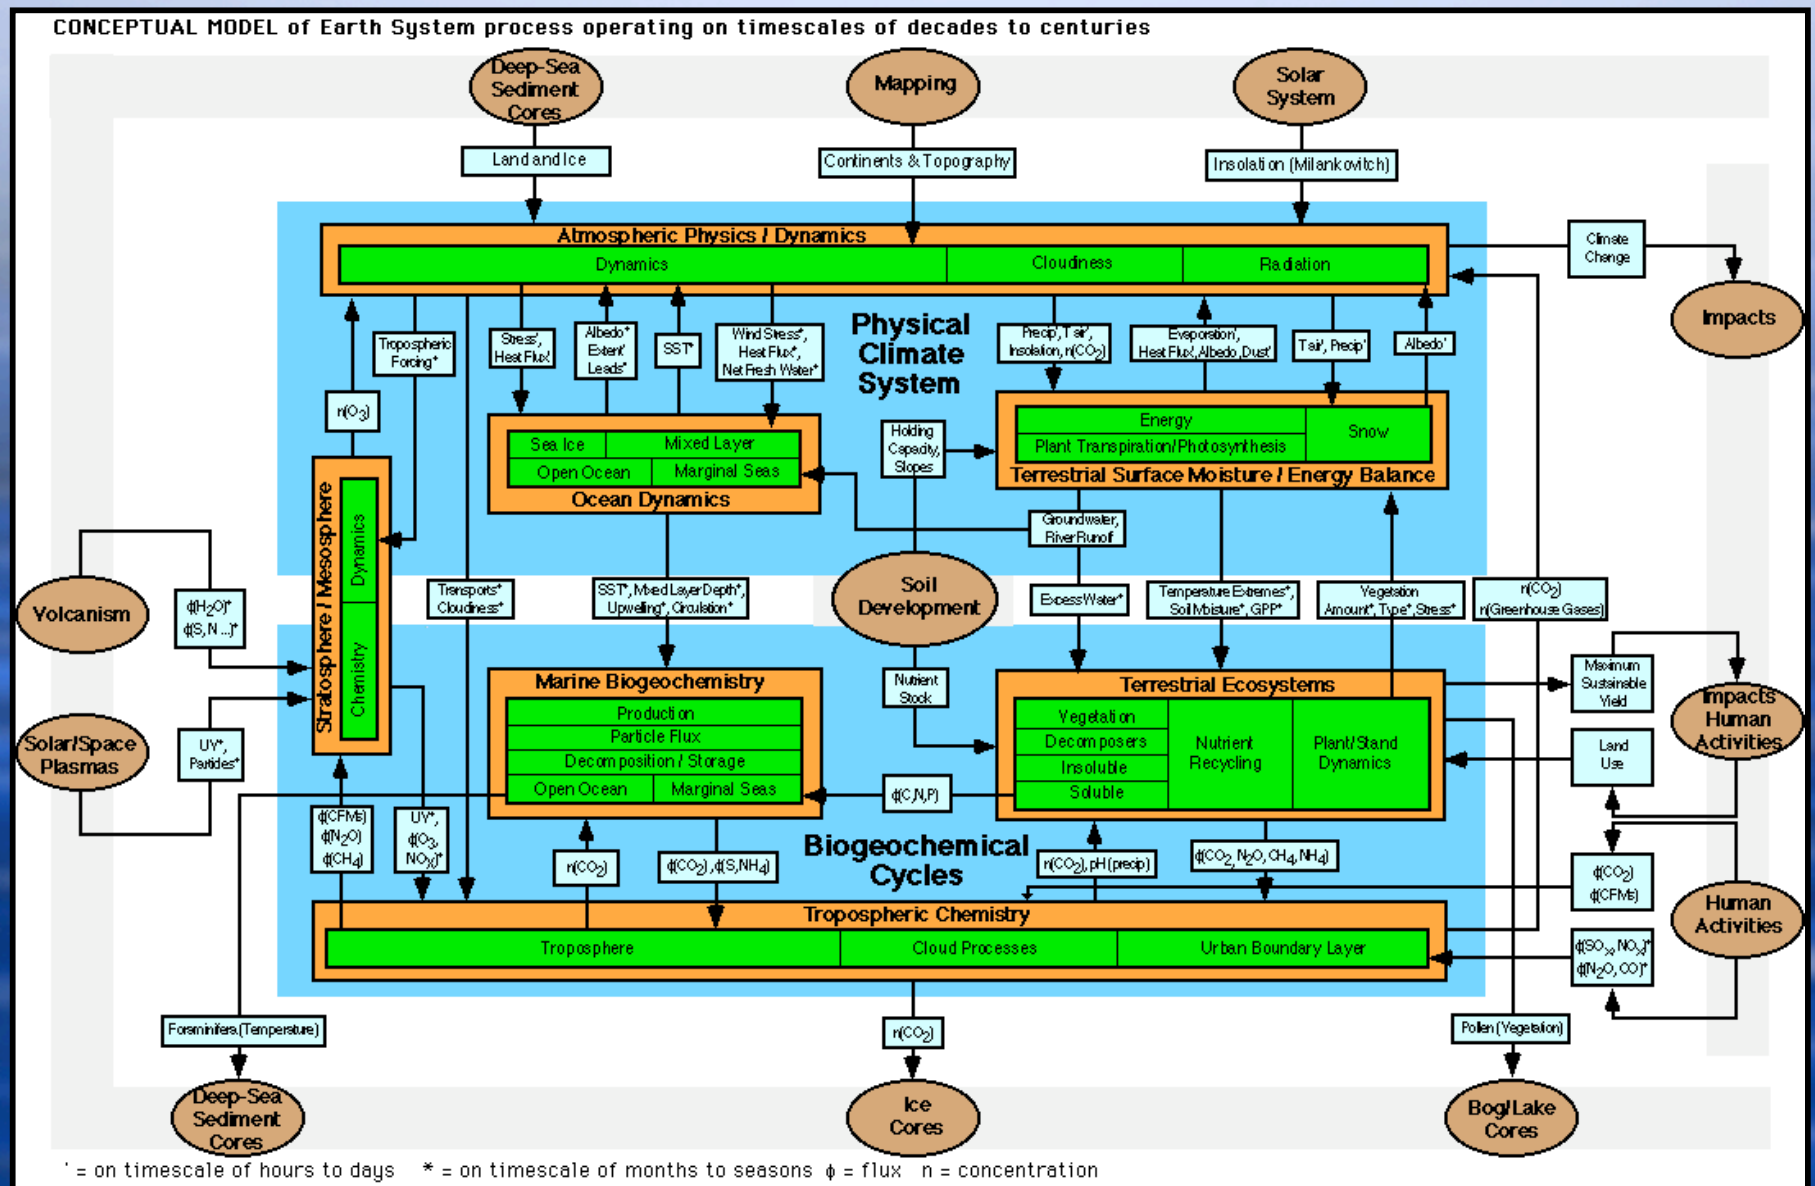 CONCEPTUAL MODEL of Earth System process operating on timescales of decades to centuries
Deep-Sea
Sediment
Cores
Mapping
Solar
System
Land and Ice
Continents & Topography
Insolation (Milankovitch)
Atmospheric Physics / Dynamics
Dynamics
Cloudiness
Radiation
Climate
Change
Impacts
Tropospheric
Forcing*
Stress',
Heat Flux'
Albedo*
Extent'
Leads*
SST*
Wind Stress*,
Heat Flux*,
Net Fresh Water*
Physical
Climate
System
Precip', Tair',
Insolation, n(CO2)
Evaporation',
Heat Flux', Albedo, Dust'
Tair', Precip'
Albedo'
n(O3)
Sea Ice
Mixed Layer
Open Ocean
Marginal Seas
Ocean Dynamics
Holding
Capacity,
Slopes
Energy
Plant Transpiration/Photosynthesis
Snow
Terrestrial Surface Moisture / Energy Balance
Stratosphere / Mesosphere
Dynamics
Chemistry
Groundwater,
River Runoff
Volcanism
ϕ(H2O)*
ϕ(S, N ...)*
Transports*
Cloudiness*
SST*, Mixed Layer Depth*,
Upwelling*, Circulation*
Soil
Development
Excess Water*
Temperature Extremes*,
Soil Moisture*, GPP*
Vegetation
Amount*, Type*, Stress*
n(CO2)
n(Greenhouse Gases)
Solar/Space
Plasmas
UV*,
Particles*
Marine Biogeochemistry
Production
Particle Flux
Decomposition / Storage
Open Ocean
Marginal Seas
Nutrient
Stock
Terrestrial Ecosystems
Vegetation
Decomposers
Insoluble
Soluble
Nutrient
Recycling
Plant/Stand
Dynamics
Maximum
Sustainable
Yield
Impacts
Human
Activities
Land
Use
ϕ(C,N,P)
ϕ(CFMs)
ϕ(N2O)
ϕ(CH4)
UV*,
ϕ(O3,
NOx)*
n(CO2)
ϕ(CO2), ϕ(S,NH4)
Biogeochemical
Cycles
n(CO2), pH(precip)
ϕ(CO2, N2O, CH4, NH4)
ϕ(CO2)
ϕ(CFMs)
Human
Activities
Tropospheric Chemistry
Troposphere
Cloud Processes
Urban Boundary Layer
ϕ(SOx, NOx)*
ϕ(N2O, CO)*
Foraminifera (Temperature)
n(CO2)
Pollen (Vegetation)
Deep-Sea
Sediment
Cores
Ice
Cores
Bog/Lake
Cores
' = on timescale of hours to days * = on timescale of months to seasons ϕ = flux n = concentration